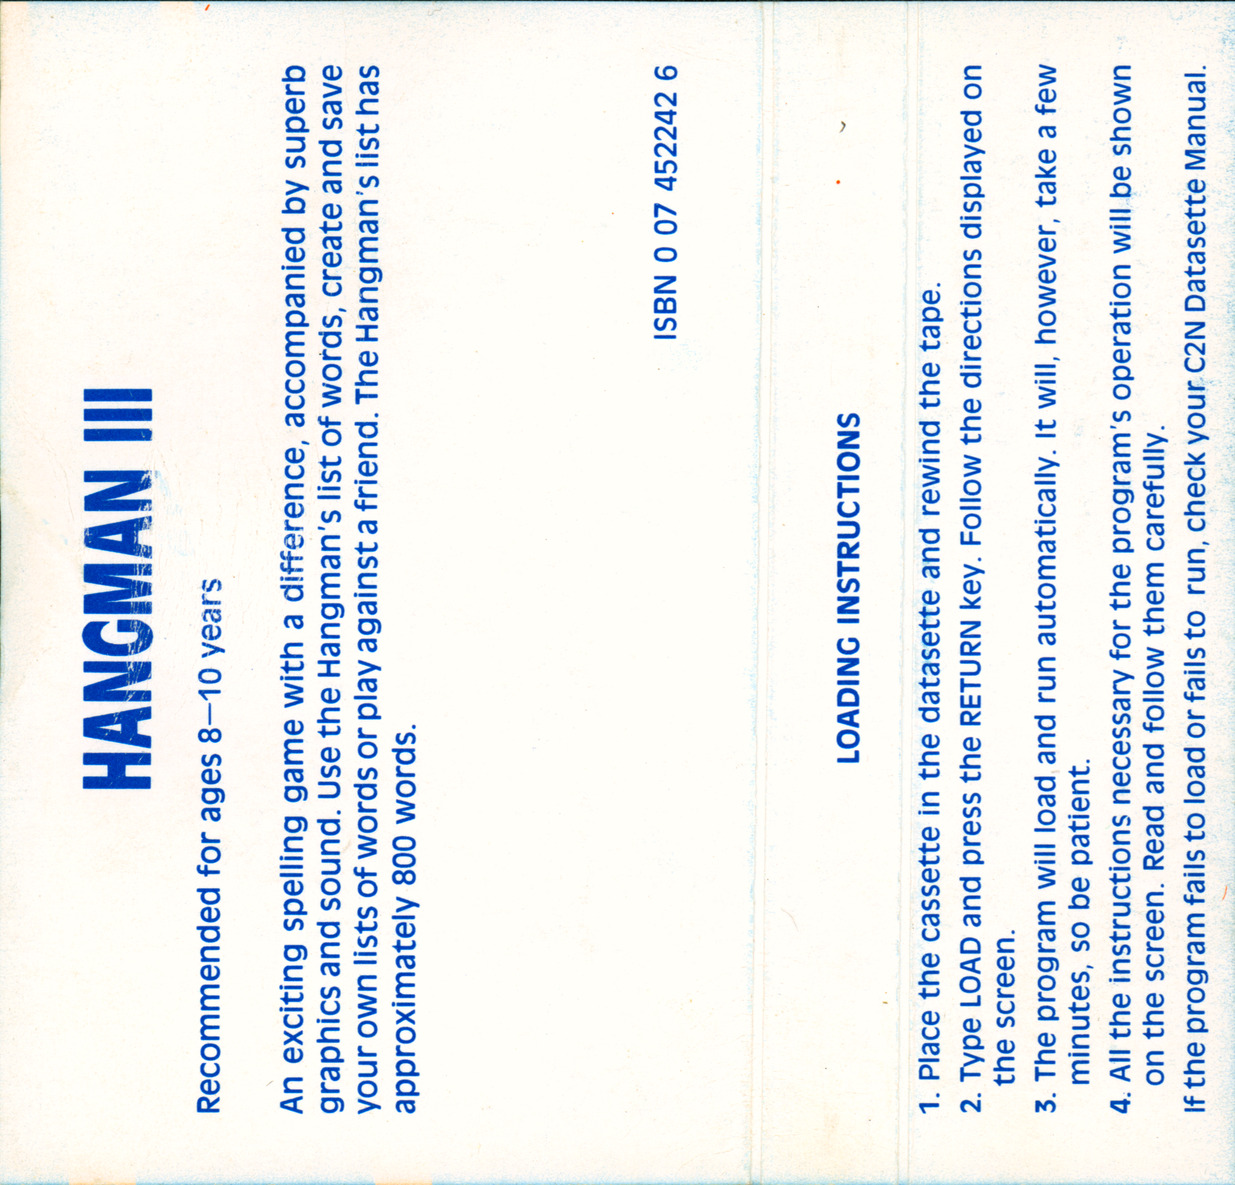 HANGMAN III
Recommended for ages 8–10 years
An exciting spelling game with a difference, accompanied by superb
graphics and sound. Use the Hangman's list of words, create and save
your own lists of words or play against a friend. The Hangman's list has
approximately 800 words.
ISBN 0 07 452242 6
LOADING INSTRUCTIONS
1. Place the cassette in the datasette and rewind the tape.
2. Type LOAD and press the RETURN key. Follow the directions displayed on
the screen.
3. The program will load and run automatically. It will, however, take a few
minutes, so be patient.
4. All the instructions necessary for the program's operation will be shown
on the screen. Read and follow them carefully.
If the program fails to load or fails to run, check your C2N Datasette Manual.